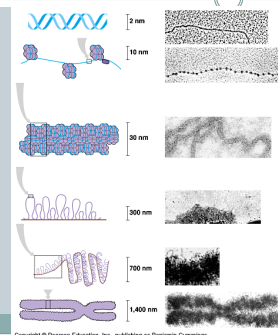 2 nm
10 nm
30 nm
300 nm
700 nm
1,400 nm
Copyright © Pearson Education, Inc., publishing as Benjamin Cummings